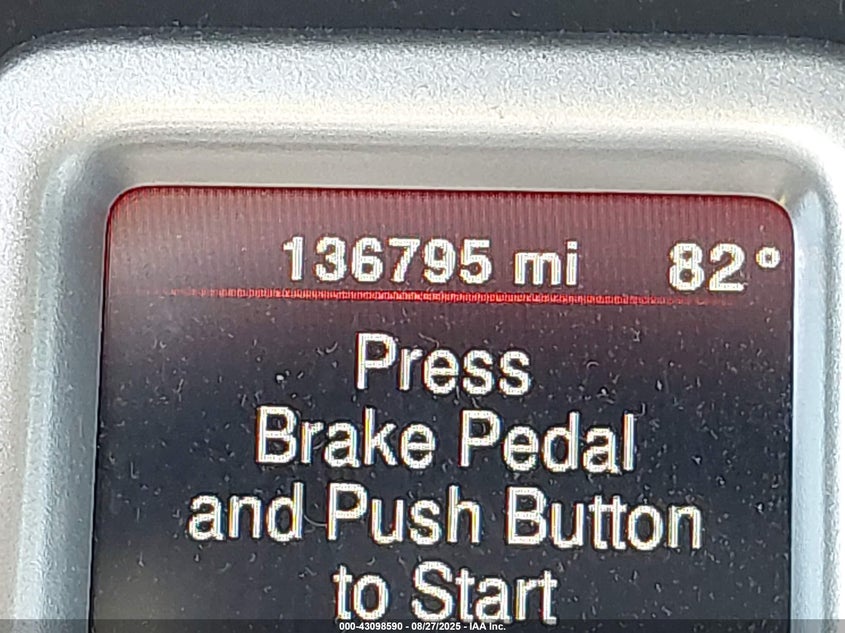 136795 mi 82°
Press
Brake Pedal
and Push Button
to Start
000-43098590 - 08/27/2025 - IAA Inc.